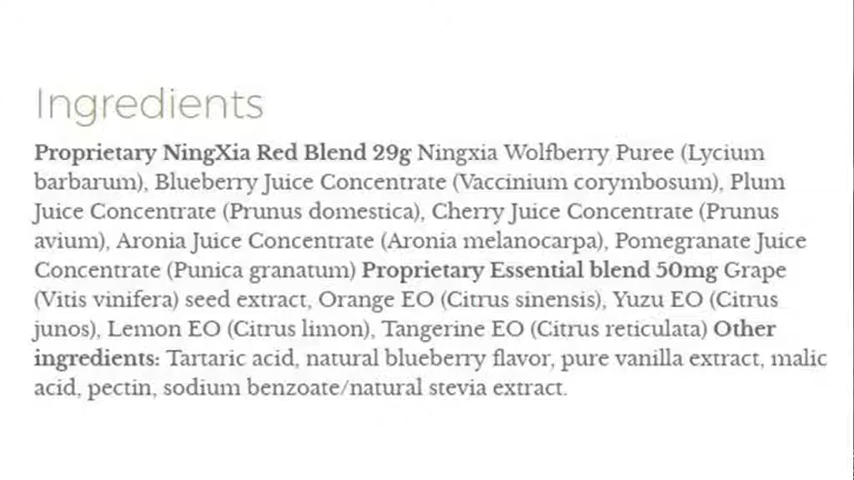 Ingredients
Proprietary NingXia Red Blend 29g Ningxia Wolfberry Puree (Lycium
barbarum), Blueberry Juice Concentrate (Vaccinium corymbosum), Plum
Juice Concentrate (Prunus domestica), Cherry Juice Concentrate (Prunus
avium), Aronia Juice Concentrate (Aronia melanocarpa), Pomegranate Juice
Concentrate (Punica granatum) Proprietary Essential blend 50mg Grape
(Vitis vinifera) seed extract, Orange EO (Citrus sinensis), Yuzu EO (Citrus
junos), Lemon EO (Citrus limon), Tangerine EO (Citrus reticulata) Other
ingredients: Tartaric acid, natural blueberry flavor, pure vanilla extract, malic
acid, pectin, sodium benzoate/natural stevia extract.